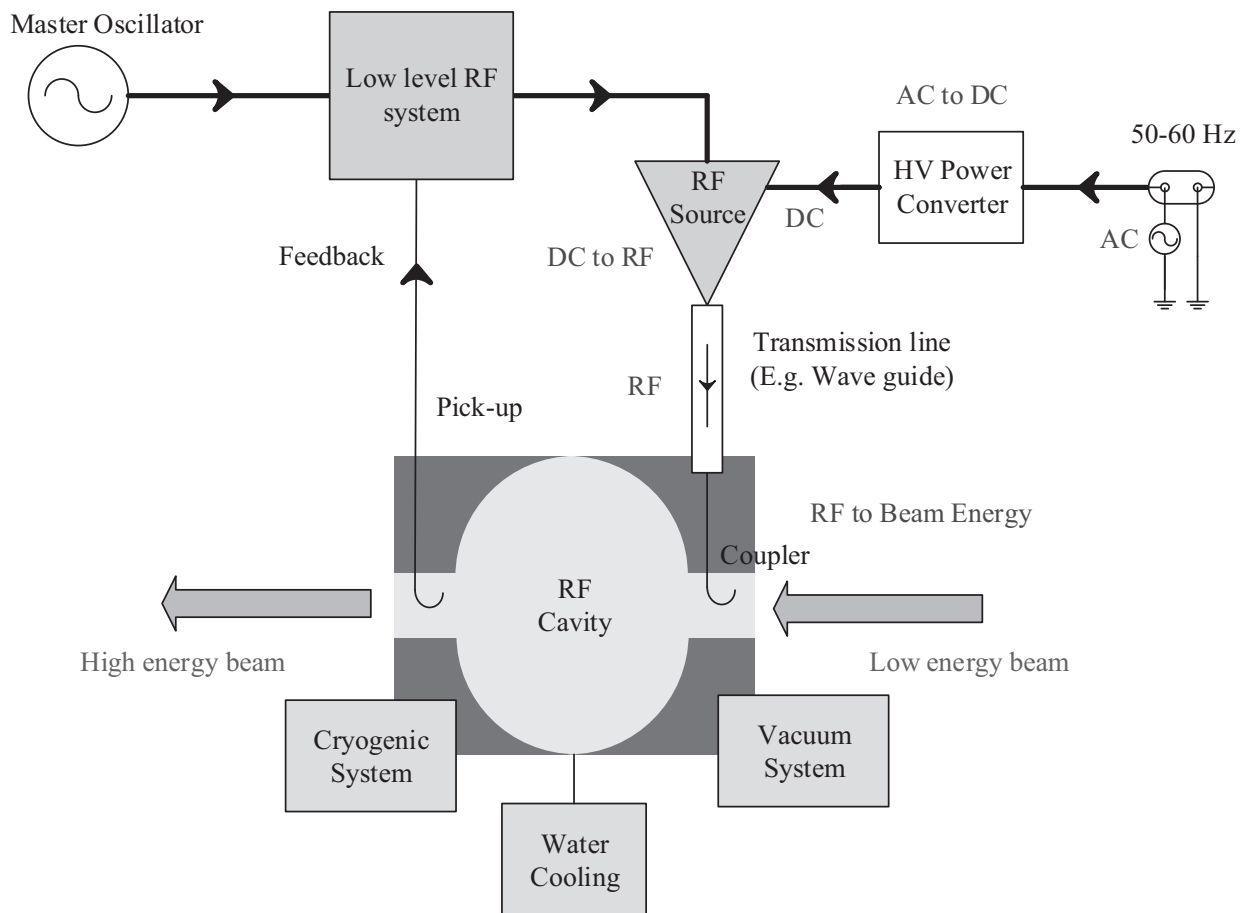 Master Oscillator
Low level RF
system
AC to DC
50-60 Hz
HV Power
Converter
RF
Source
DC
AC
Feedback
DC to RF
Transmission line
(E.g. Wave guide)
RF
Pick-up
RF to Beam Energy
Coupler
RF
Cavity
High energy beam
Low energy beam
Cryogenic
System
Vacuum
System
Water
Cooling